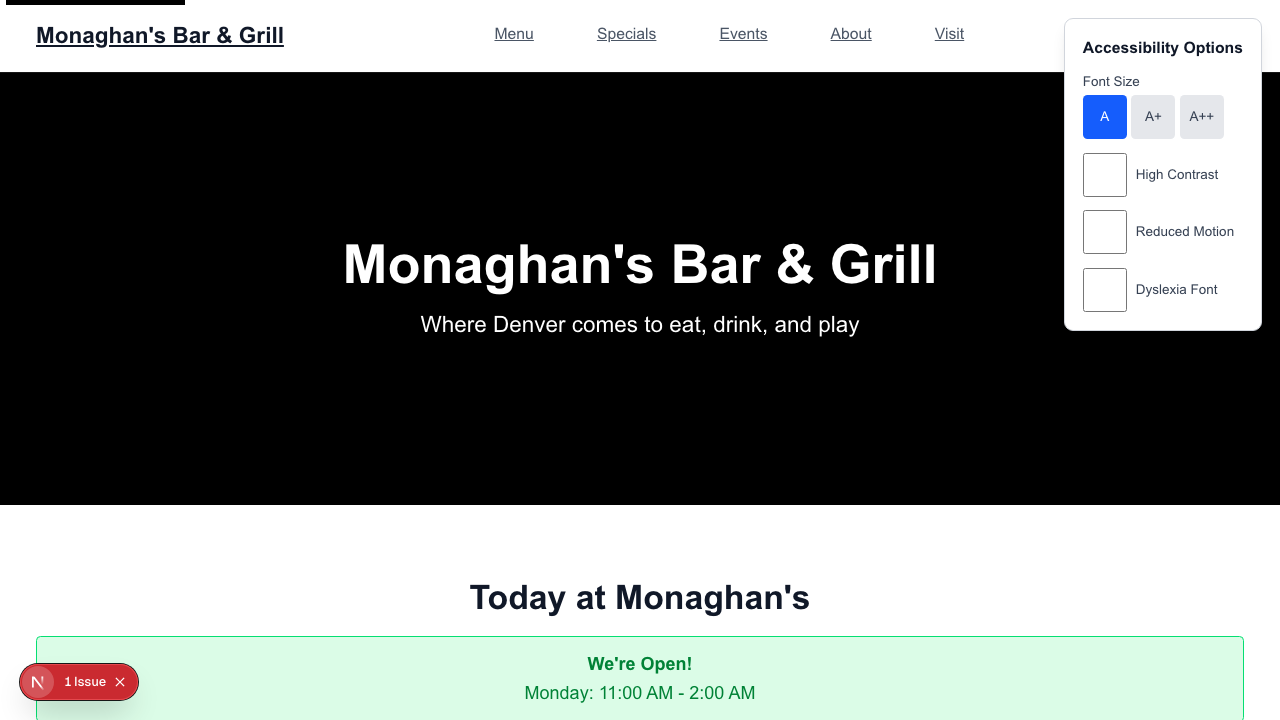 Monaghan's Bar & Grill
Menu
Specials
Events
About
Visit
Accessibility Options
Font Size
A
A+
A++
High Contrast
Reduced Motion
Dyslexia Font
Monaghan's Bar & Grill
Where Denver comes to eat, drink, and play
Today at Monaghan's
We're Open!
Monday: 11:00 AM - 2:00 AM
N
1 Issue